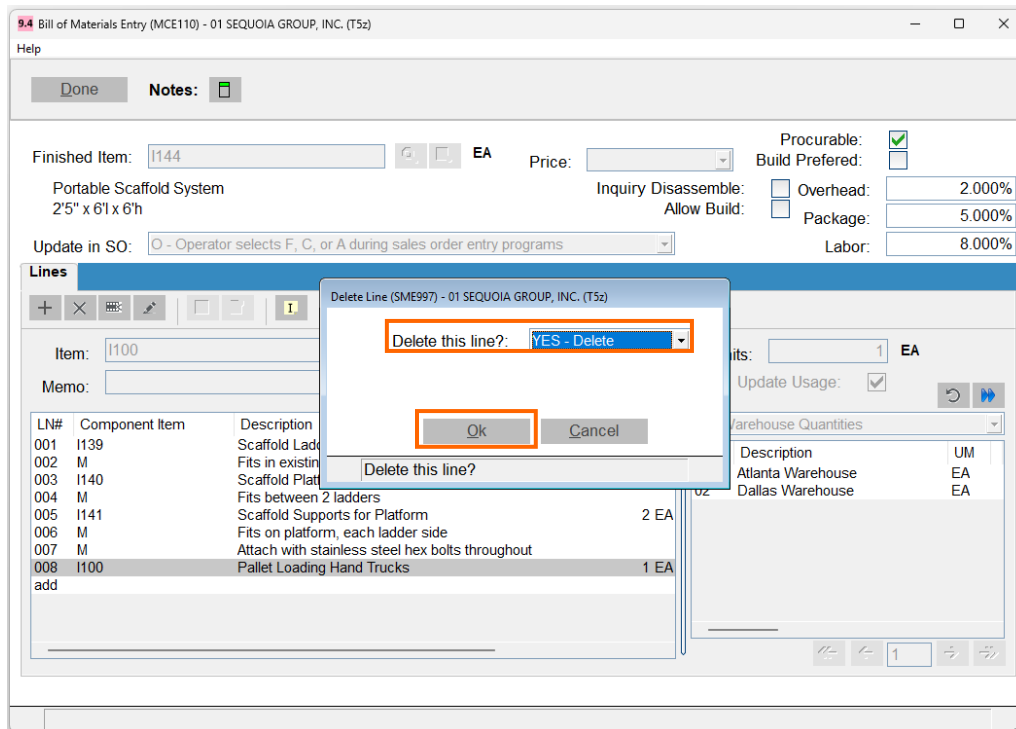 9.4 Bill of Materials Entry (MCE110) - 01 SEQUOIA GROUP, INC. (T5z)
Help
Done Notes:
Finished Item: I144 EA Price:
Procurable:
Build Prefered:
Portable Scaffold System
2'5" x 6'l x 6'h
Inquiry Disassemble: Overhead: 2.000%
Allow Build: Package: 5.000%
Update in SO: O - Operator selects F, C, or A during sales order entry programs Labor: 8.000%
Lines
Delete Line (SME997) - 01 SEQUOIA GROUP, INC. (T5z)
Delete this line?: YES - Delete
Ok Cancel
Delete this line?
I
Item: I100 1 EA
Memo: Update Usage:
LN# Component Item Description
001 I139 Scaffold
002 M Fits in
003 I140 Scaffold
004 M Fits between 2 ladders
005 I141 Scaffold Supports for Platform 2 EA
006 M Fits on platform, each ladder side
007 M Attach with stainless steel hex bolts throughout
008 I100 Pallet Loading Hand Trucks 1 EA
add
Quantities
Description UM
Atlanta Warehouse EA
02 Dallas Warehouse EA
1